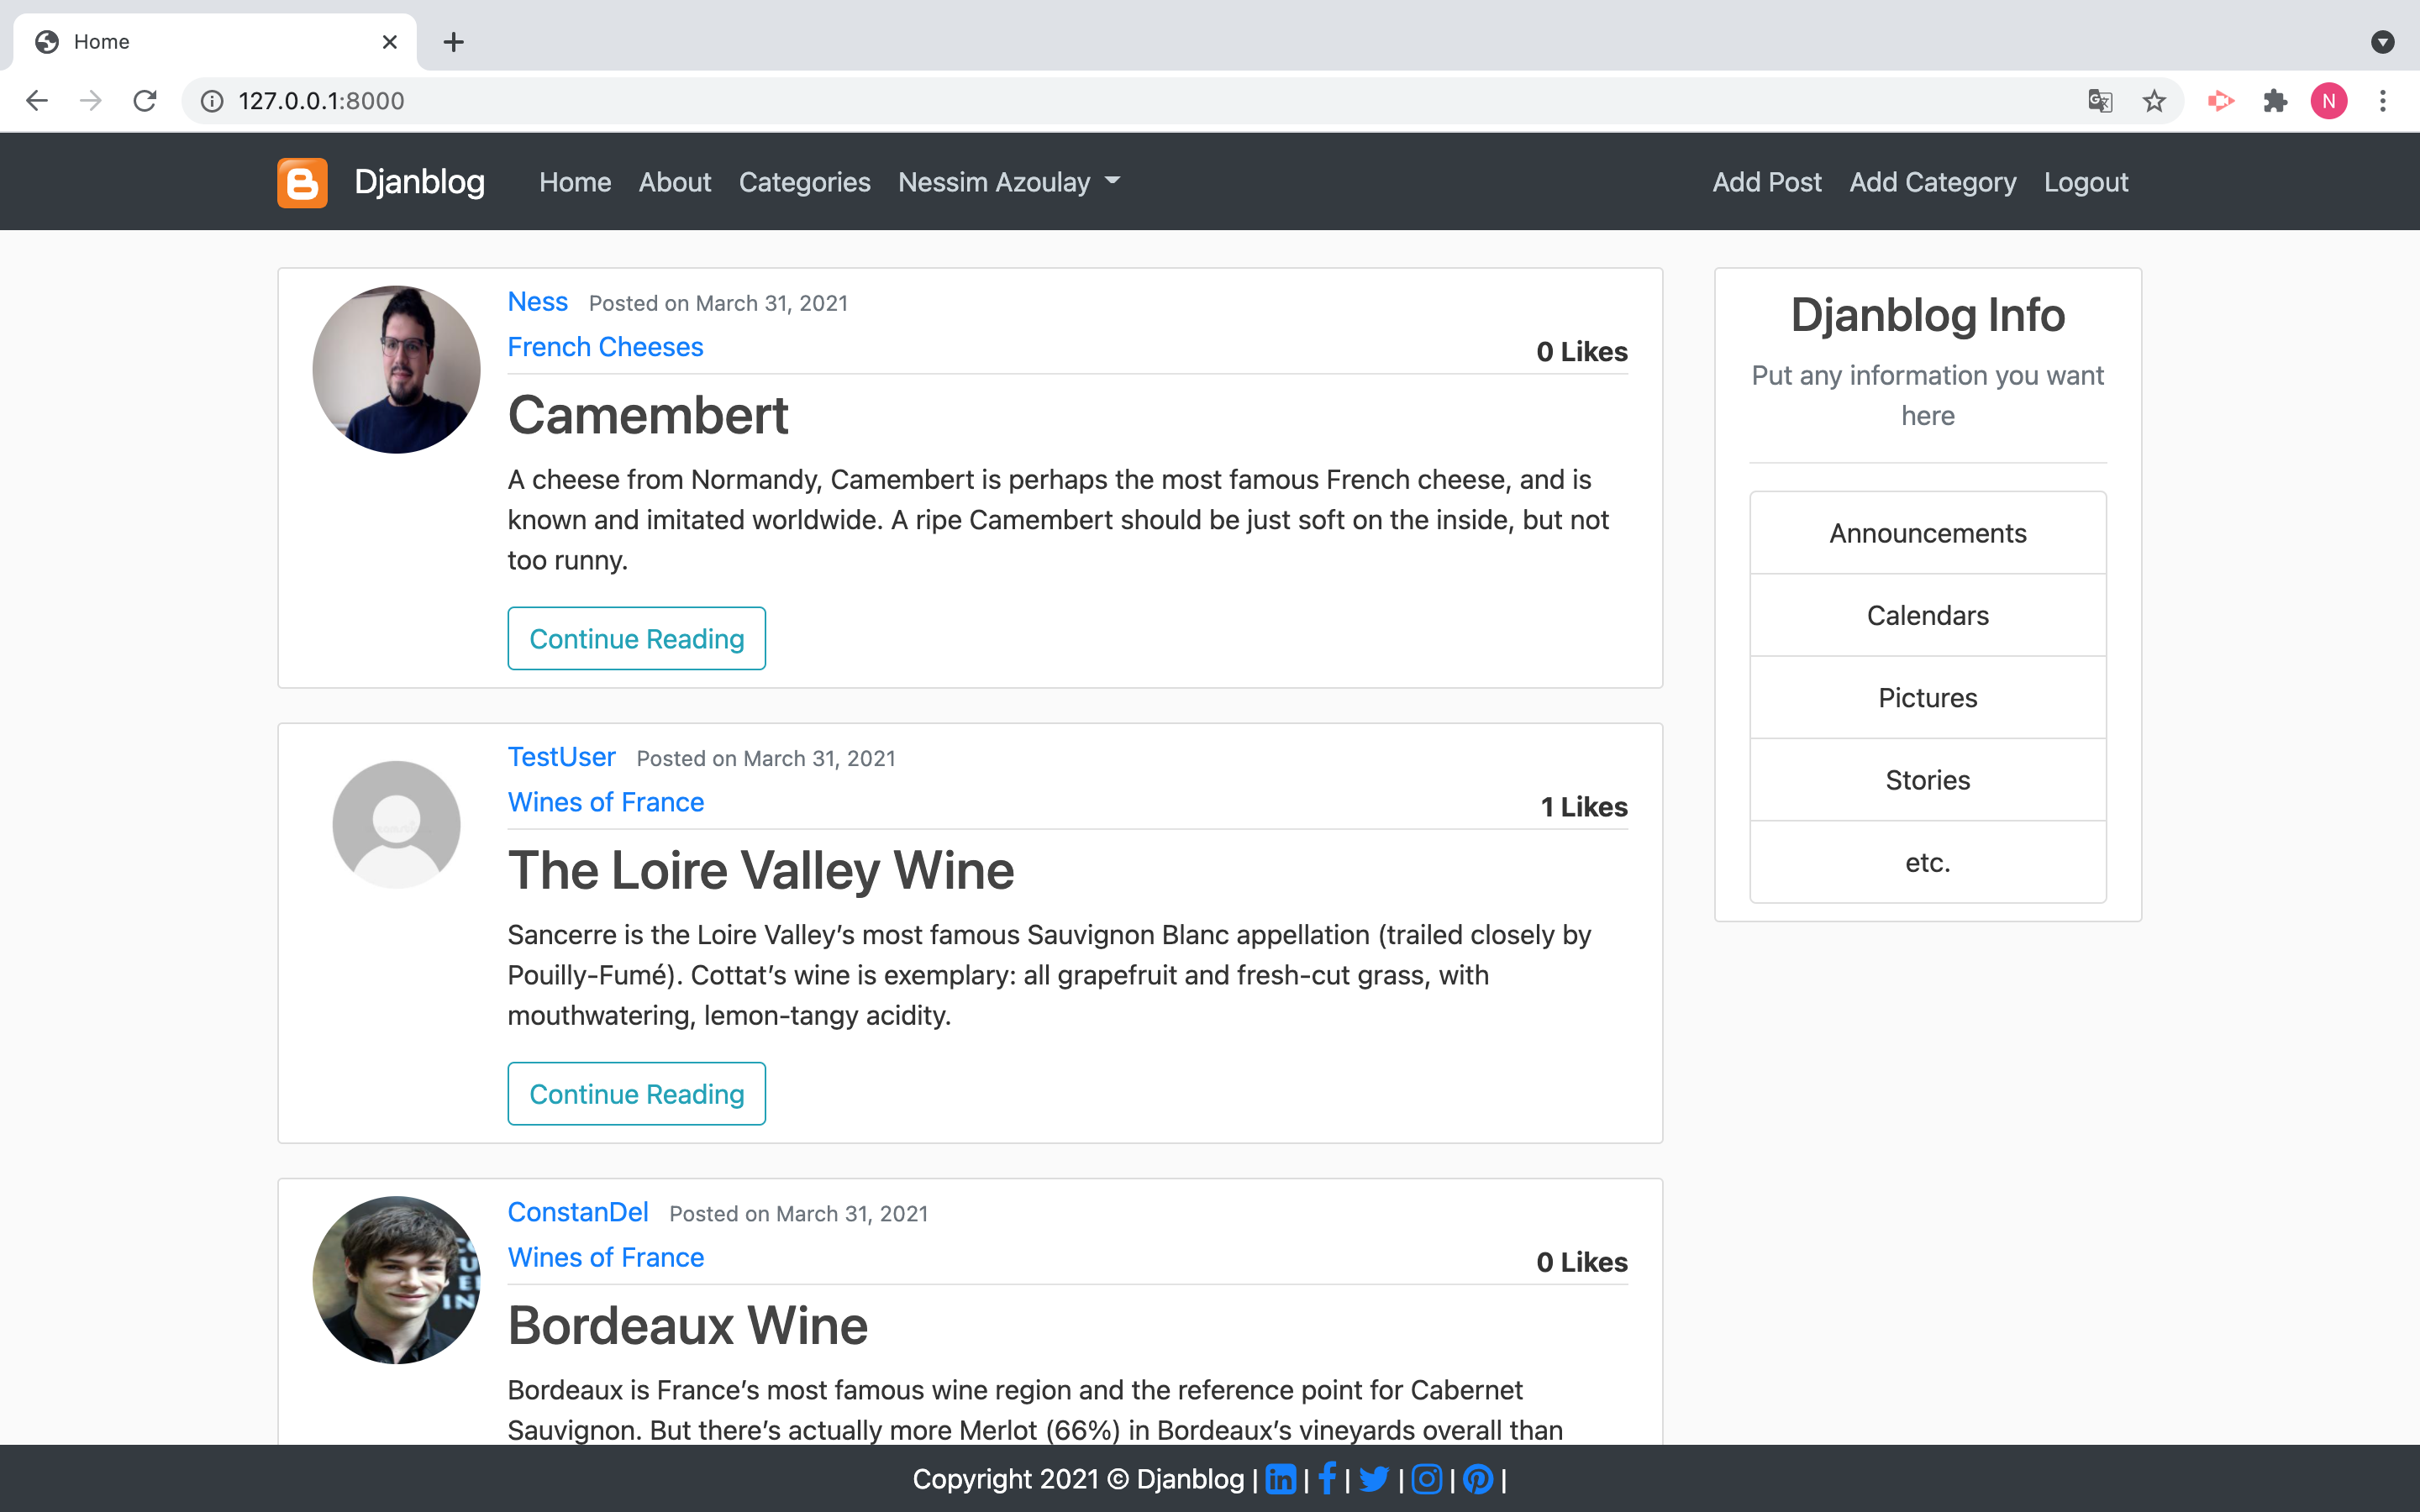 Home
127.0.0.1:8000
N
Djanblog Home About Categories Nessim Azoulay Add Post Add Category Logout
Ness Posted on March 31, 2021
French Cheeses
0 Likes
Camembert
A cheese from Normandy, Camembert is perhaps the most famous French cheese, and is
known and imitated worldwide. A ripe Camembert should be just soft on the inside, but not
too runny.
Continue Reading
TestUser Posted on March 31, 2021
Wines of France
1 Likes
The Loire Valley Wine
Sancerre is the Loire Valley’s most famous Sauvignon Blanc appellation (trailed closely by
Pouilly-Fumé). Cottat’s wine is exemplary: all grapefruit and fresh-cut grass, with
mouthwatering, lemon-tangy acidity.
Continue Reading
ConstanDel Posted on March 31, 2021
Wines of France
0 Likes
Bordeaux Wine
Bordeaux is France’s most famous wine region and the reference point for Cabernet
Sauvignon. But there’s actually more Merlot (66%) in Bordeaux’s vineyards overall than
Djanblog Info
Put any information you want
here
Announcements
Calendars
Pictures
Stories
etc.
Copyright 2021 © Djanblog | | | | | |